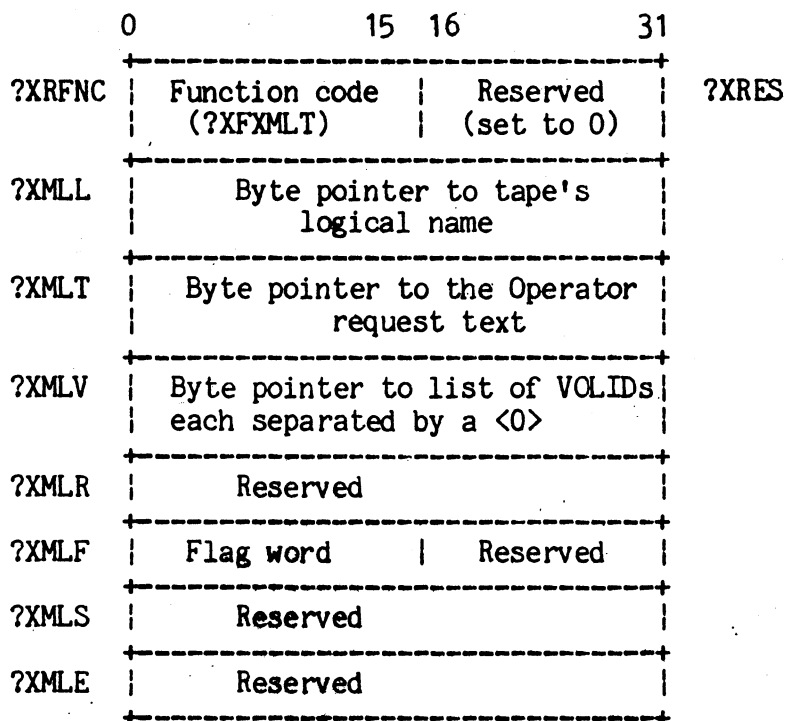 0 15 16 31
?XRFNC Function code | Reserved ?XRES
(?XFXMLT) | (set to 0)
?XMLL Byte pointer to tape's
logical name
?XMLT Byte pointer to the Operator
request text
?XMLV Byte pointer to list of VOLIDs
each separated by a <0>
?XMLR Reserved
?XMLF Flag word | Reserved
?XMLS Reserved
?XMLE Reserved